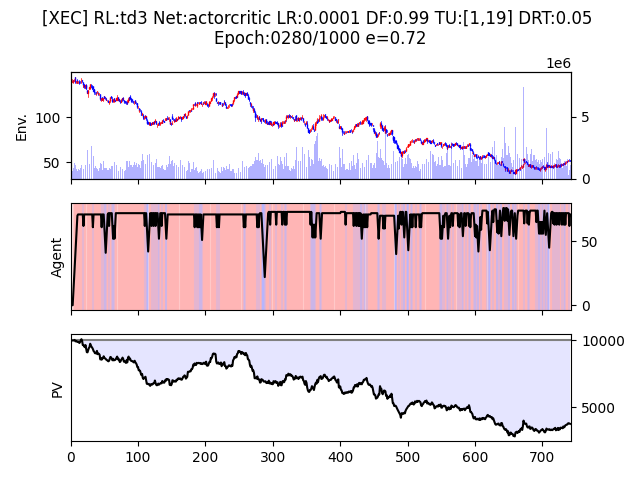 [XEC] RL:td3 Net:actorcritic LR:0.0001 DF:0.99 TU:[1,19] DRT:0.05
Epoch:0280/1000 e=0.72
1e6
Env.
100
50
5
0
Agent
50
0
PV
10000
5000
0 100 200 300 400 500 600 700